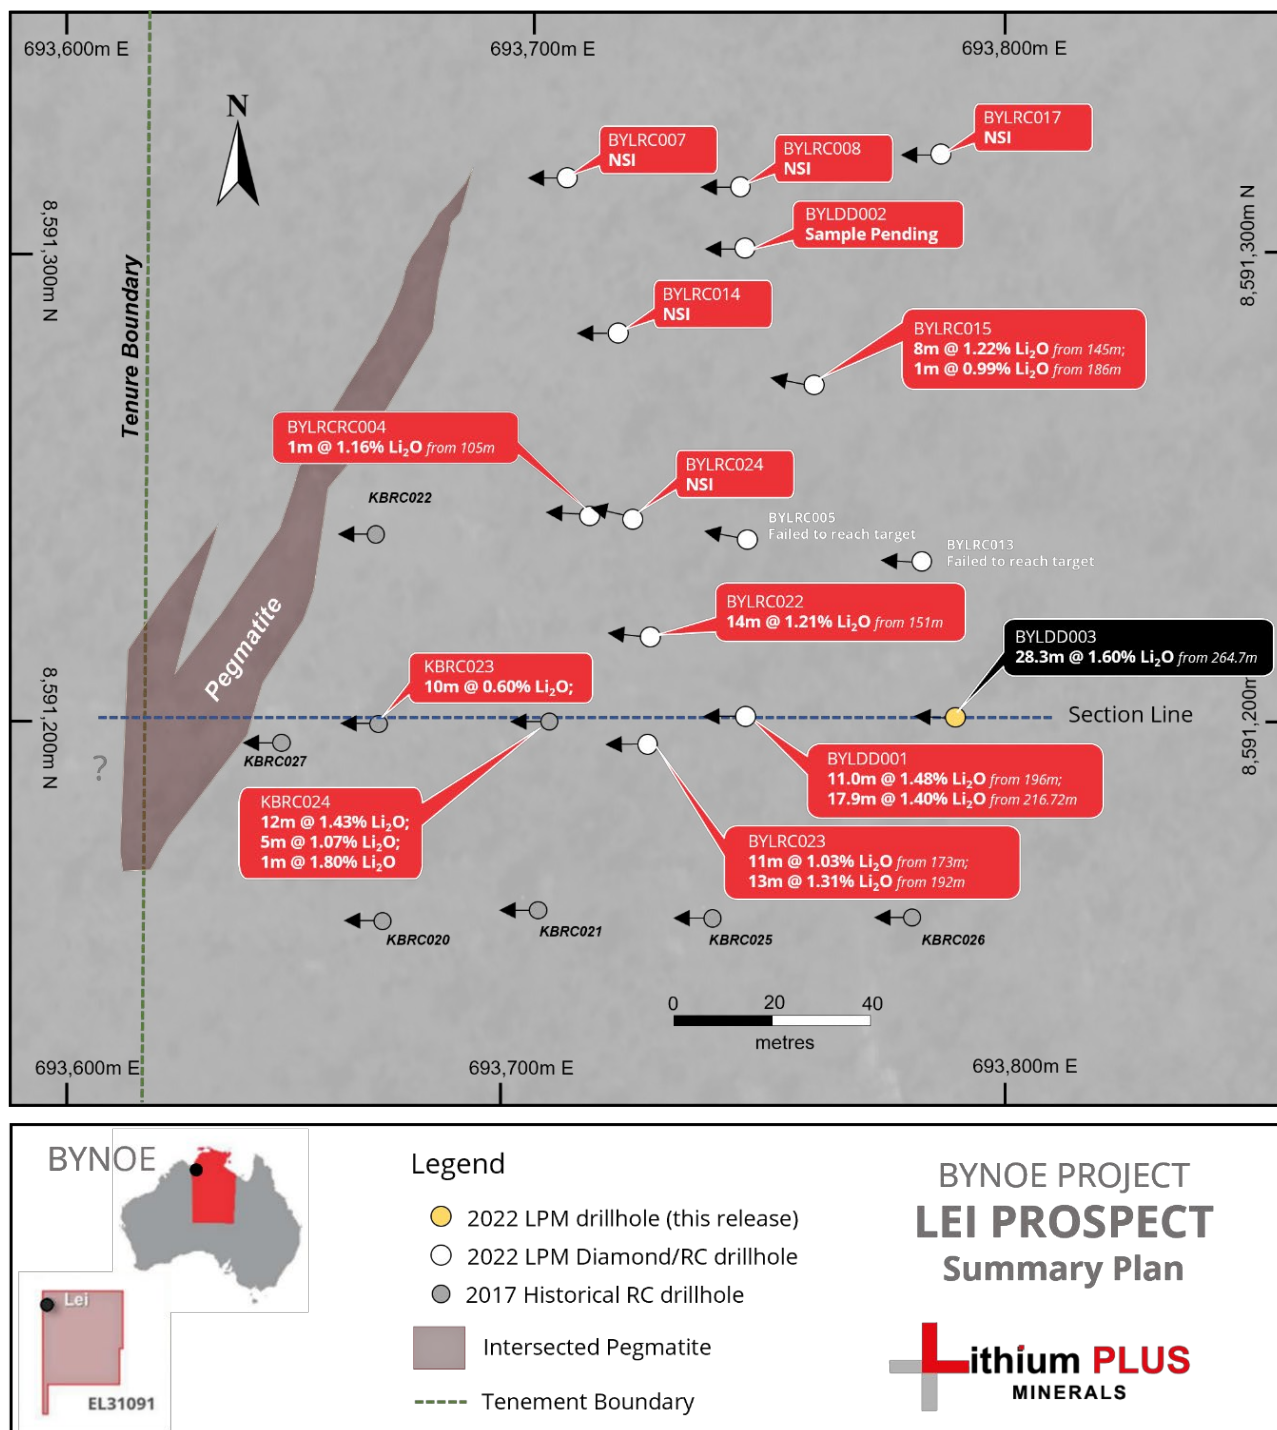 693,600m E
693,700m E
693,800m E
N
BYLRC007
NSI
BYLRC008
NSI
BYLRC017
NSI
BYLDD002
Sample Pending
8,591,300m N
8,591,300m N
Tenure Boundary
BYLRC014
NSI
BYLRC015
8m @ 1.22% Li₂O from 145m;
1m @ 0.99% Li₂O from 186m
BYLRCRC004
1m @ 1.16% Li₂O from 105m
BYLRC024
NSI
KBRC022
BYLRC005
Failed to reach target
BYLRC013
Failed to reach target
BYLRC022
14m @ 1.21% Li₂O from 151m
Pegmatite
BYLDD003
28.3m @ 1.60% Li₂O from 264.7m
KBRC023
10m @ 0.60% Li₂O;
8,591,200m N
8,591,200m N
Section Line
?
KBRC027
BYLDD001
11.0m @ 1.48% Li₂O from 196m;
17.9m @ 1.40% Li₂O from 216.72m
KBRC024
12m @ 1.43% Li₂O;
5m @ 1.07% Li₂O;
1m @ 1.80% Li₂O
BYLRC023
11m @ 1.03% Li₂O from 173m;
13m @ 1.31% Li₂O from 192m
KBRC020
KBRC021
KBRC025
KBRC026
0 20 40
metres
693,600m E
693,700m E
693,800m E
BYNOE
Lei
EL31091
Legend
2022 LPM drillhole (this release)
2022 LPM Diamond/RC drillhole
2017 Historical RC drillhole
Intersected Pegmatite
Tenement Boundary
BYNOE PROJECT
LEI PROSPECT
Summary Plan
Lithium PLUS
MINERALS